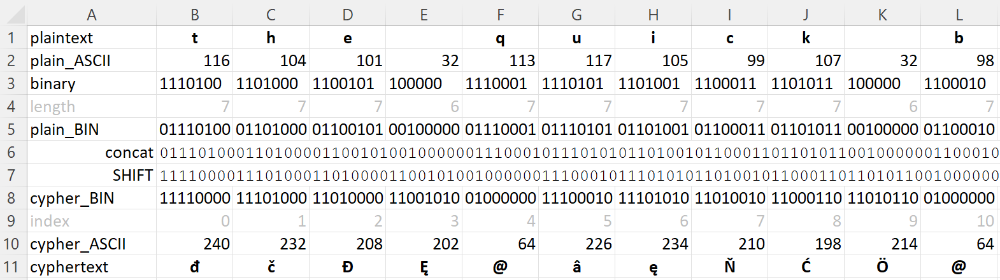 A B C D E F G H I J K L
1 plaintext t h e q u i c k b
2 plain_ASCII 116 104 101 32 113 117 105 99 107 32 98
3 binary 1110100 1101000 1100101 100000 1110001 1110101 1101001 1100011 1101011 100000 1100010
4 length 7 7 7 6 7 7 7 7 7 6 7
5 plain_BIN 01110100 01101000 01100101 00100000 01110001 01110101 01101001 01100011 01101011 00100000 01100010
6 concat 0111010001101000011001010010000001110001011101010110100101100011011010110010000001100010
7 SHIFT 1111000011101000110100001100101001000000111000101110101011010010110001101101011001000000
8 cypher_BIN 11110000 11101000 11010000 11001010 01000000 11100010 11101010 11010010 11000110 11010110 01000000
9 index 0 1 2 3 4 5 6 7 8 9 10
10 cypher_ASCII 240 232 208 202 64 226 234 210 198 214 64
11 cyphertext đ č Đ Ę @ â ę Ň Ć Ö @